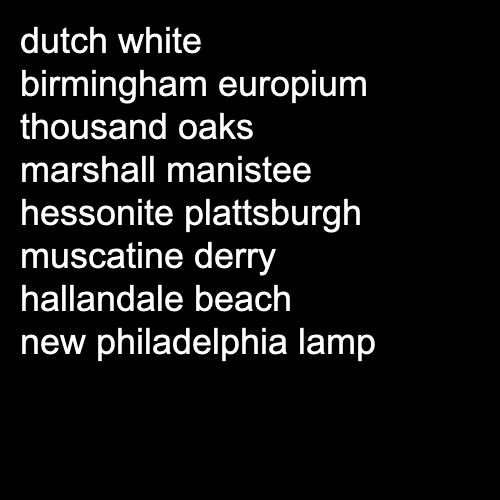 dutch white
birmingham europium
thousand oaks
marshall manistee
hessonite plattsburgh
muscatine derry
hallandale beach
new philadelphia lamp